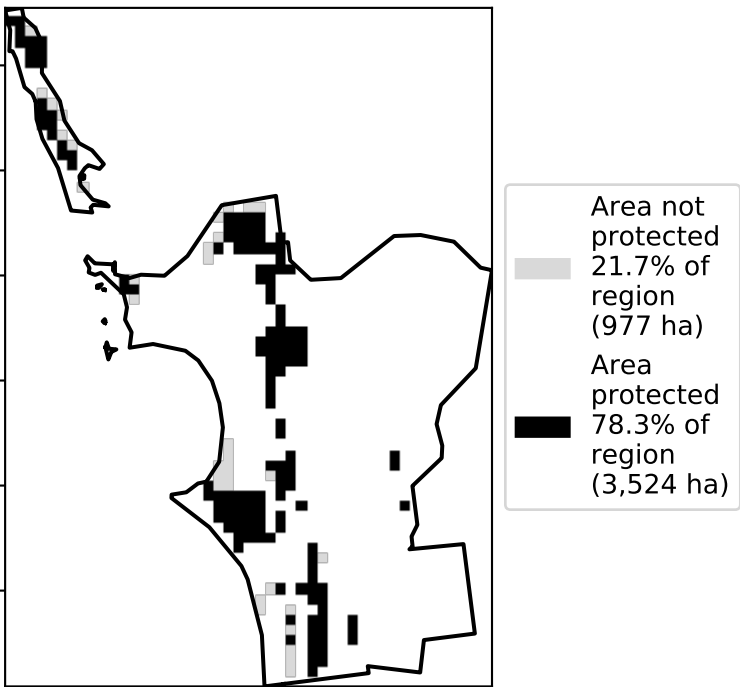 Area not
protected
21.7% of
region
(977 ha)
Area
protected
78.3% of
region
(3,524 ha)